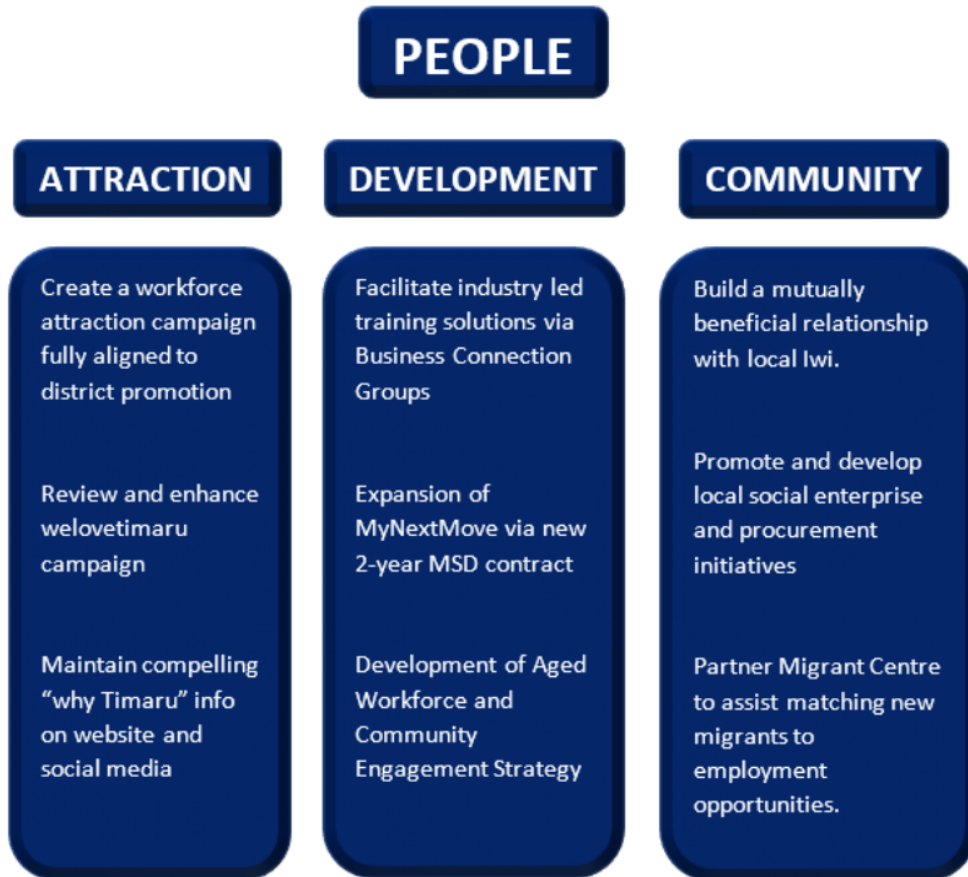 PEOPLE
ATTRACTION
Create a workforce
attraction campaign
fully aligned to
district promotion
Review and enhance
welovetimaru
campaign
Maintain compelling
“why Timaru” info
on website and
social media
DEVELOPMENT
Facilitate industry led
training solutions via
Business Connection
Groups
Expansion of
MyNextMove via new
2-year MSD contract
Development of Aged
Workforce and
Community
Engagement Strategy
COMMUNITY
Build a mutually
beneficial relationship
with local Iwi.
Promote and develop
local social enterprise
and procurement
initiatives
Partner Migrant Centre
to assist matching new
migrants to
employment
opportunities.